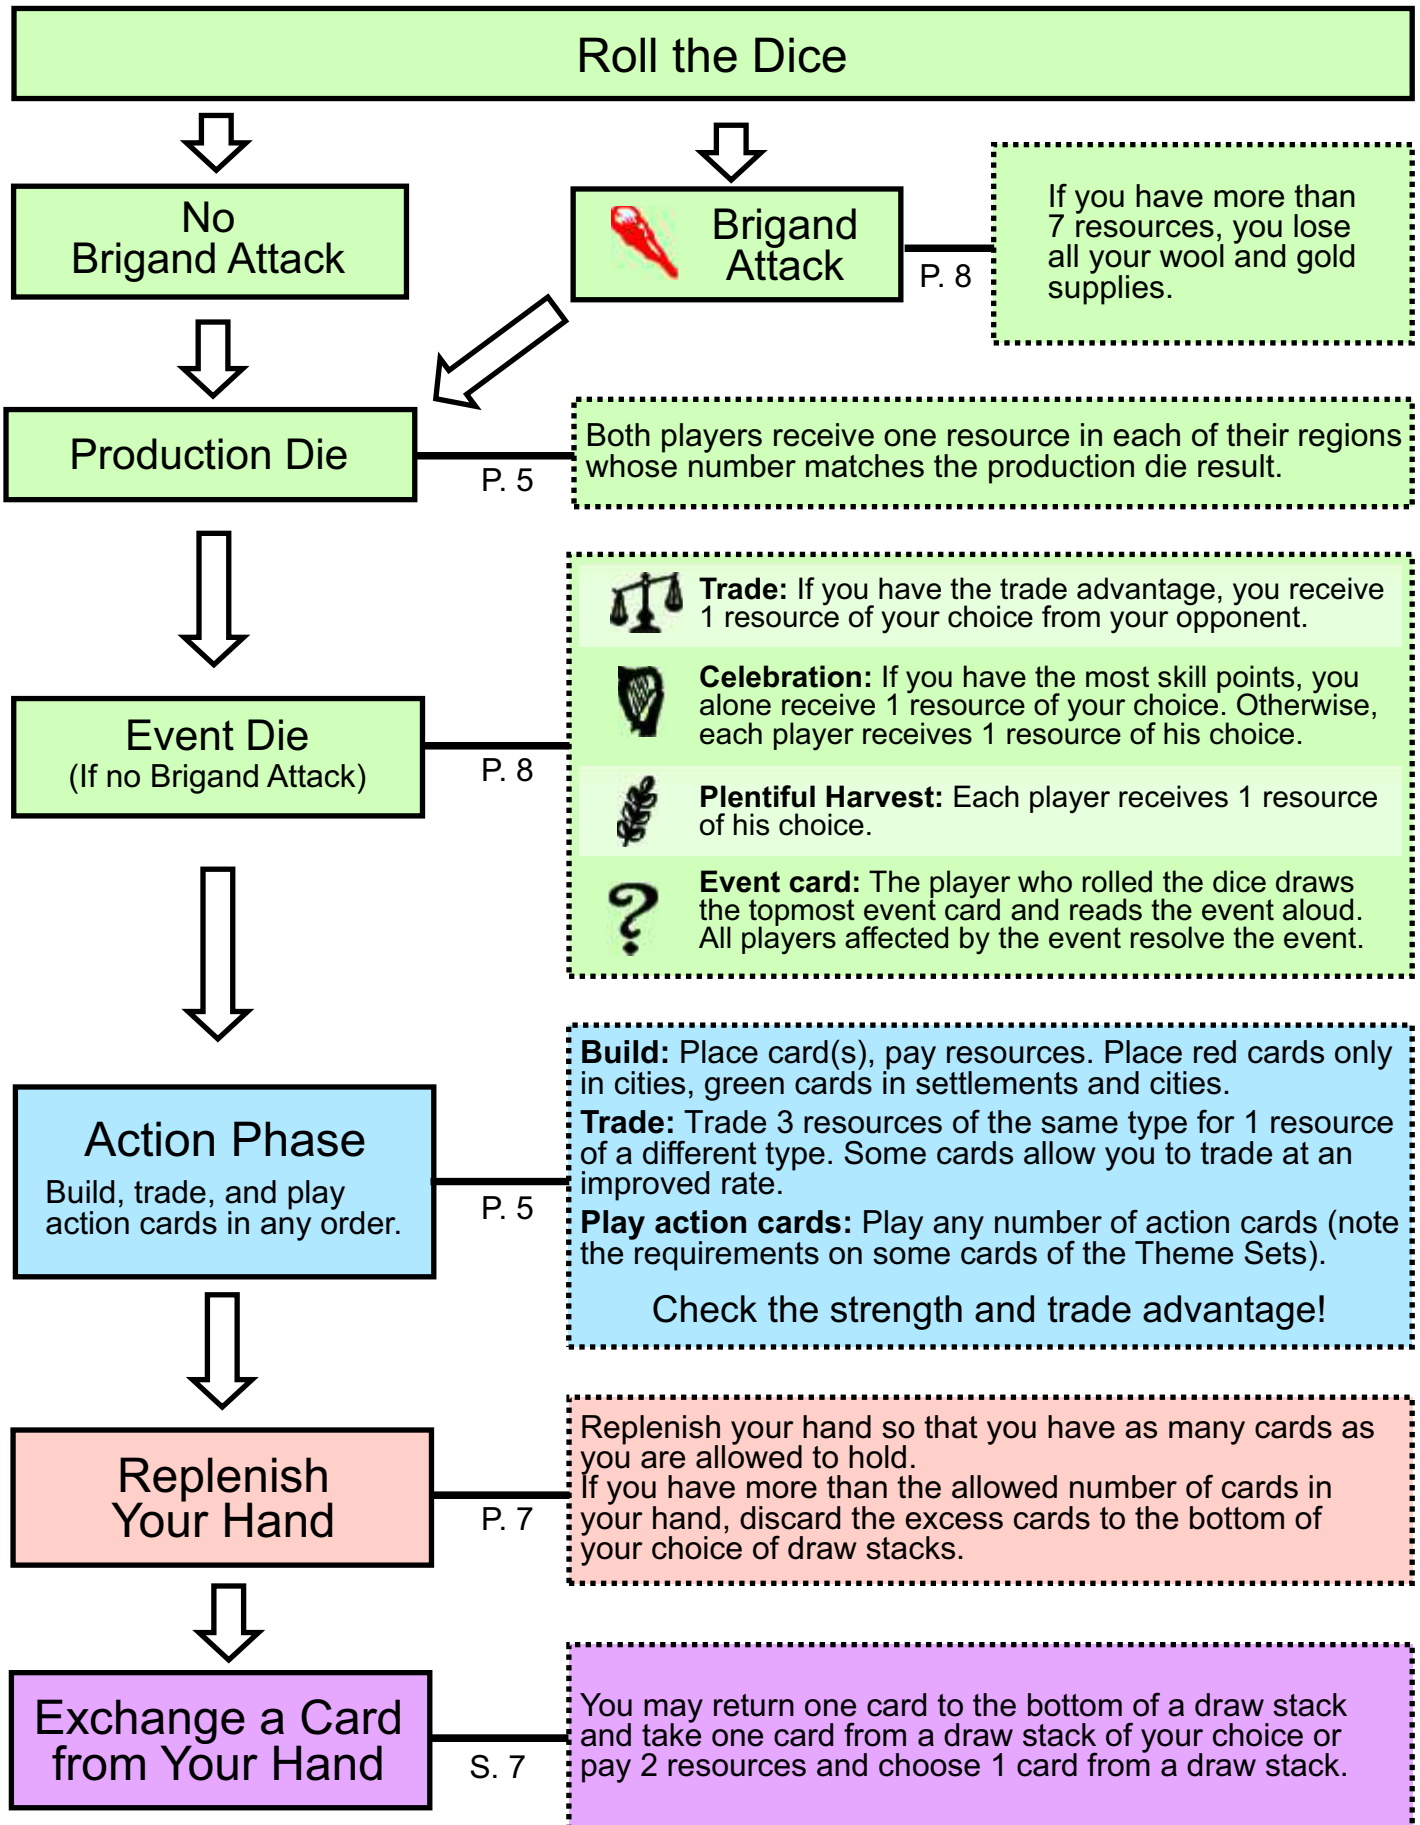 Roll the Dice
No
Brigand Attack
Brigand
Attack
P. 8
If you have more than
7 resources, you lose
all your wool and gold
supplies.
Production Die
P. 5
Both players receive one resource in each of their regions
whose number matches the production die result.
Event Die
(If no Brigand Attack)
P. 8
Trade: If you have the trade advantage, you receive
1 resource of your choice from your opponent.
Celebration: If you have the most skill points, you
alone receive 1 resource of your choice. Otherwise,
each player receives 1 resource of his choice.
Plentiful Harvest: Each player receives 1 resource
of his choice.
?
Event card: The player who rolled the dice draws
the topmost event card and reads the event aloud.
All players affected by the event resolve the event.
Action Phase
Build, trade, and play
action cards in any order.
P. 5
Build: Place card(s), pay resources. Place red cards only
in cities, green cards in settlements and cities.
Trade: Trade 3 resources of the same type for 1 resource
of a different type. Some cards allow you to trade at an
improved rate.
Play action cards: Play any number of action cards (note
the requirements on some cards of the Theme Sets).
Check the strength and trade advantage!
Replenish
Your Hand
P. 7
Replenish your hand so that you have as many cards as
you are allowed to hold.
If you have more than the allowed number of cards in
your hand, discard the excess cards to the bottom of
your choice of draw stacks.
Exchange a Card
from Your Hand
S. 7
You may return one card to the bottom of a draw stack
and take one card from a draw stack of your choice or
pay 2 resources and choose 1 card from a draw stack.